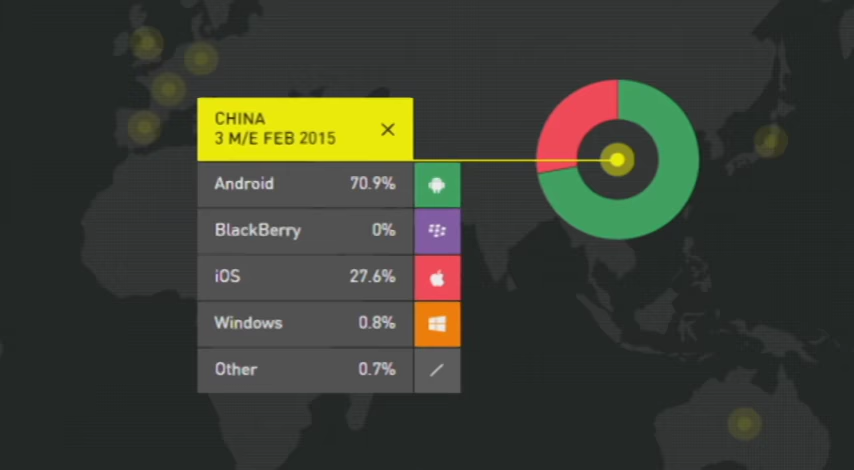 CHINA
3 M/E FEB 2015
Android 70.9%
BlackBerry 0%
iOS 27.6%
Windows 0.8%
Other 0.7%